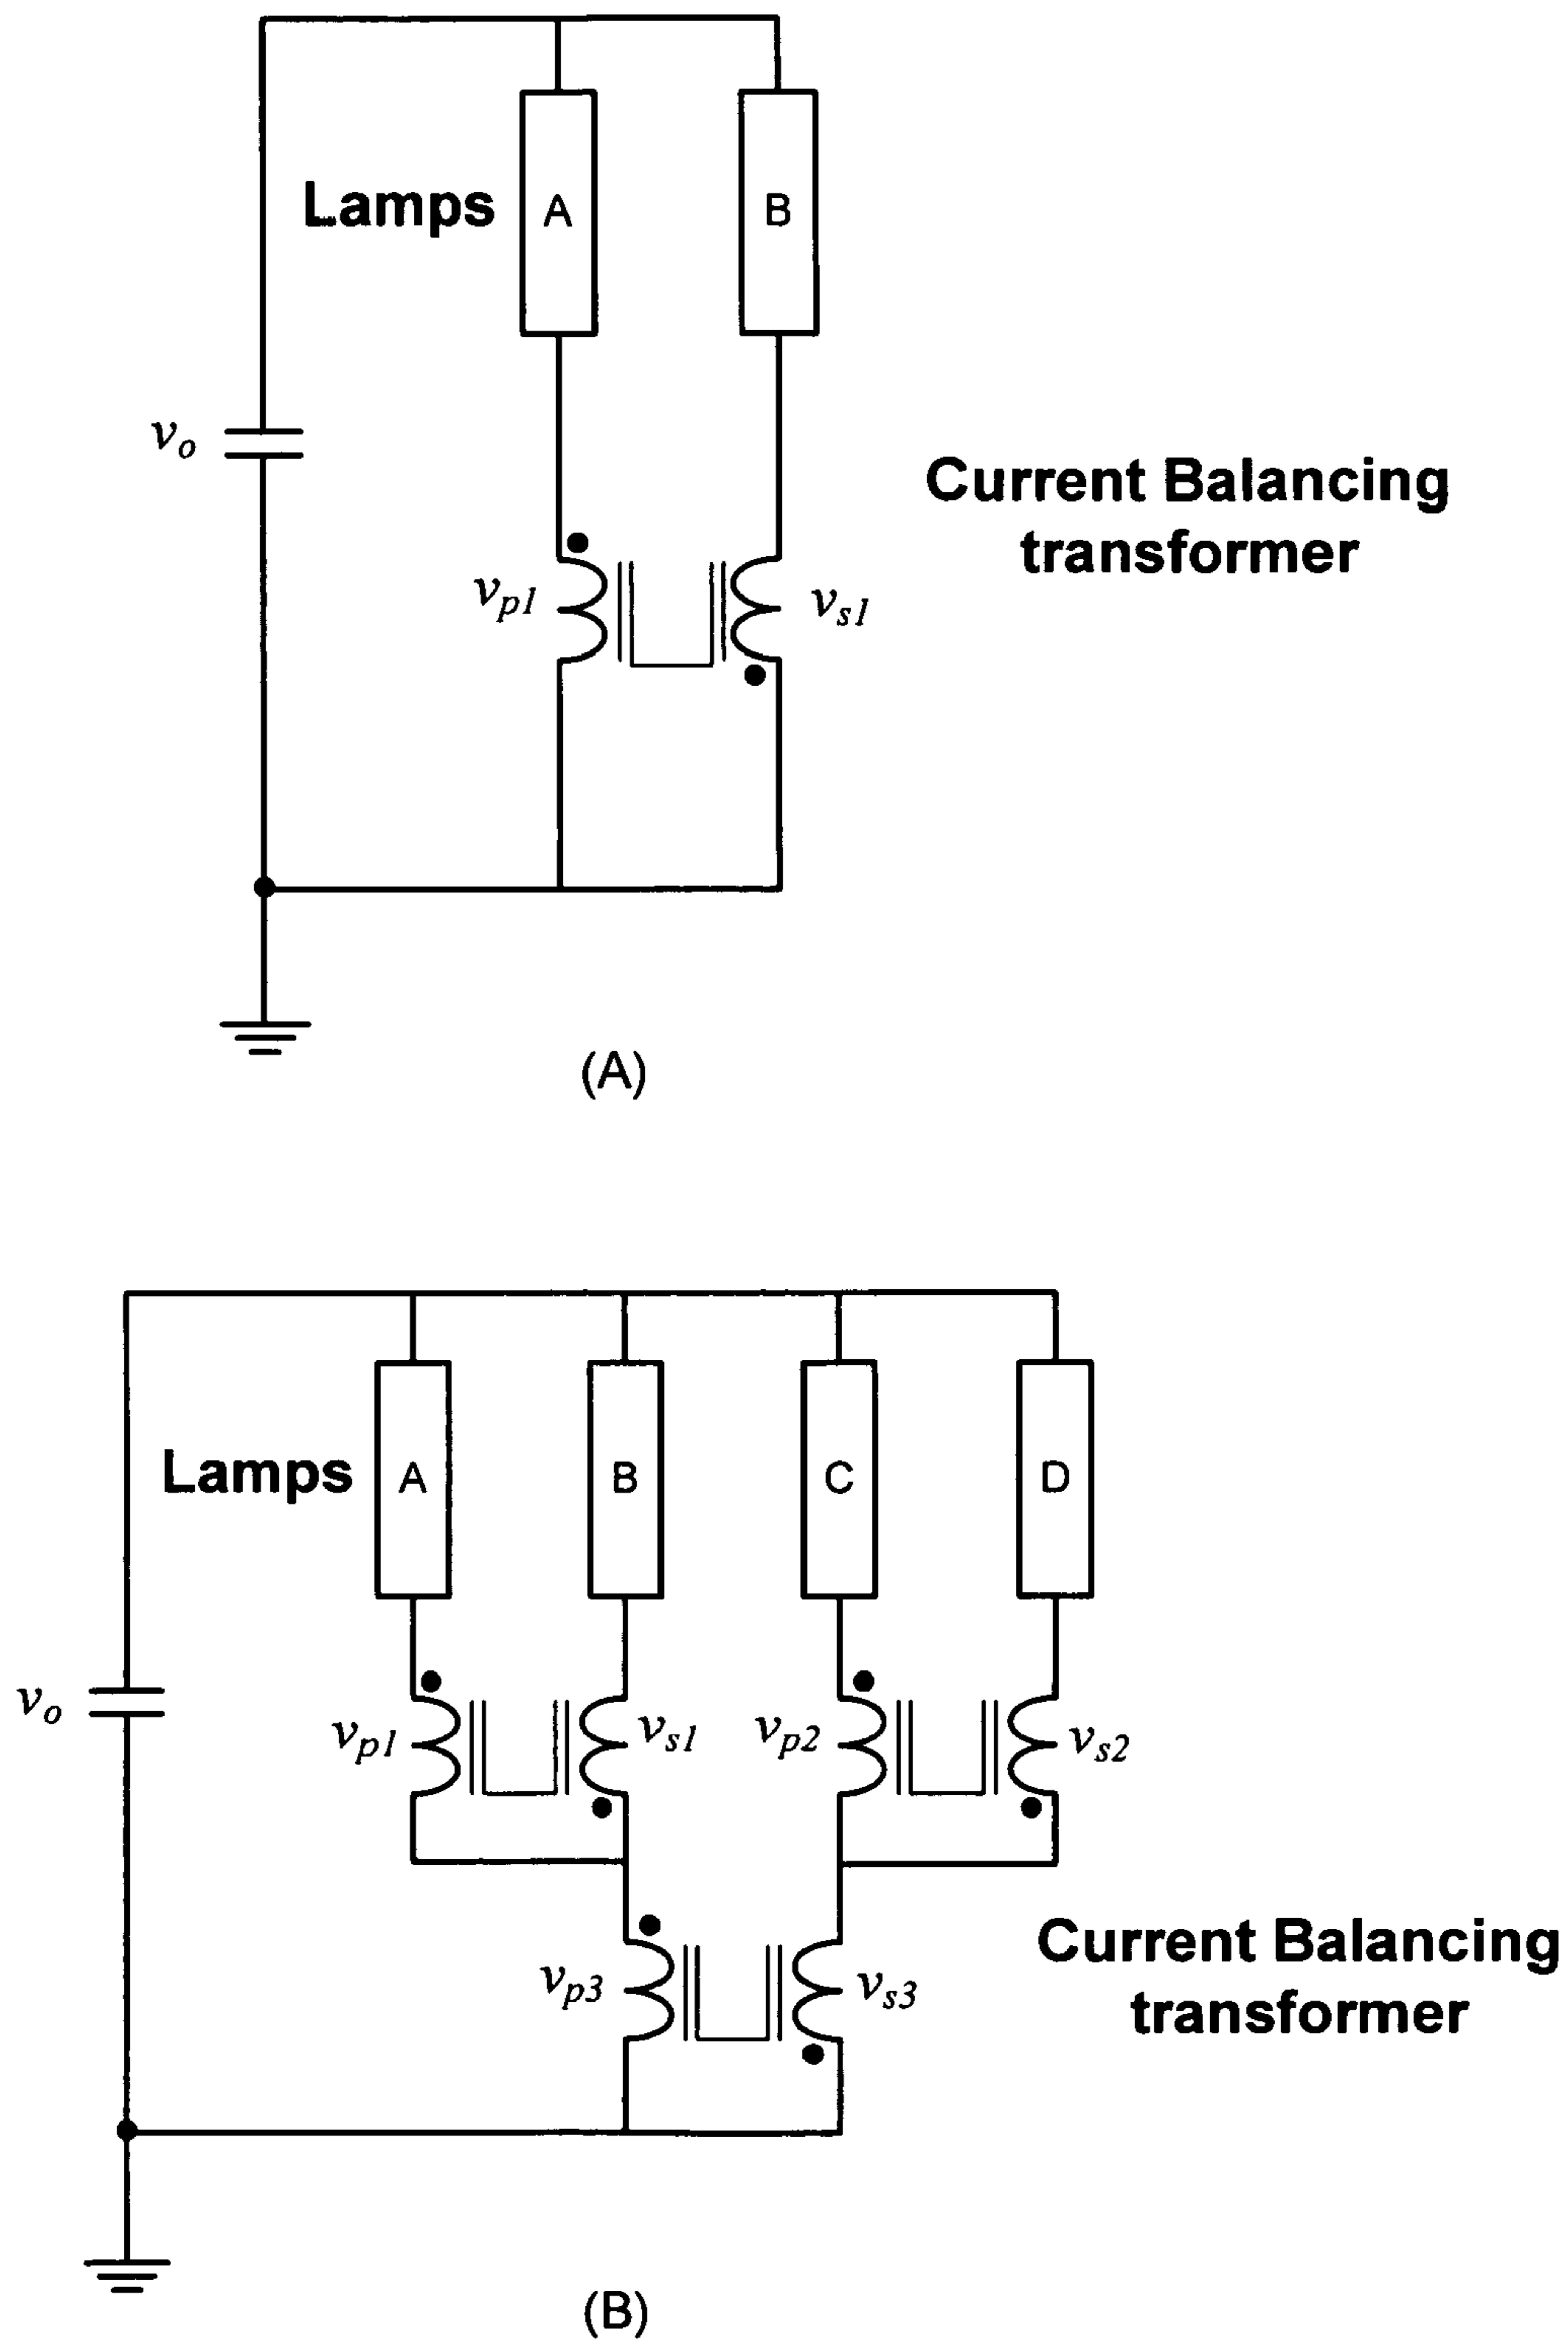 Lamps
A
B
v_o
Current Balancing
transformer
v_p1
v_s1
(A)
Lamps
A
B
C
D
v_o
v_p1
v_s1
v_p2
v_s2
Current Balancing
transformer
v_p3
v_s3
(B)